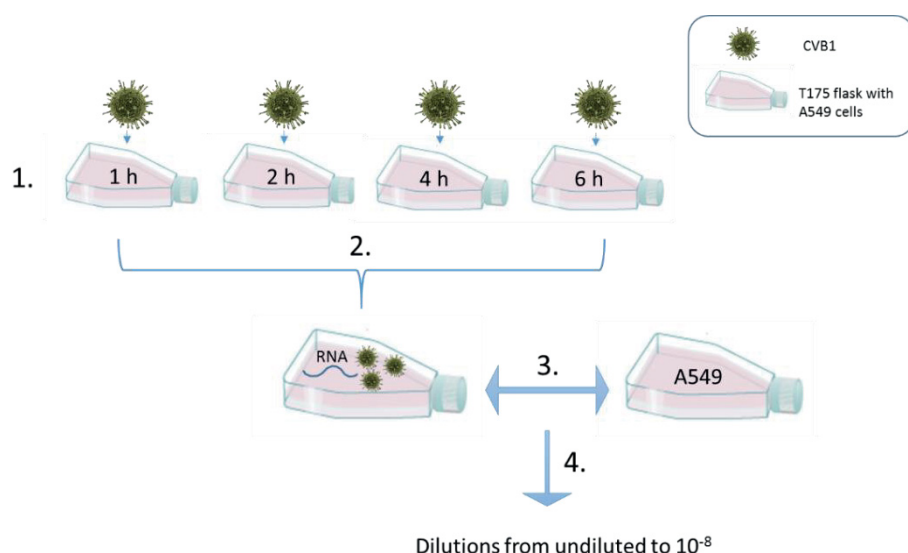 CVB1
T175 flask with
A549 cells
1.
1 h
2 h
4 h
6 h
2.
RNA
3.
A549
4.
Dilutions from undiluted to 10⁻⁸